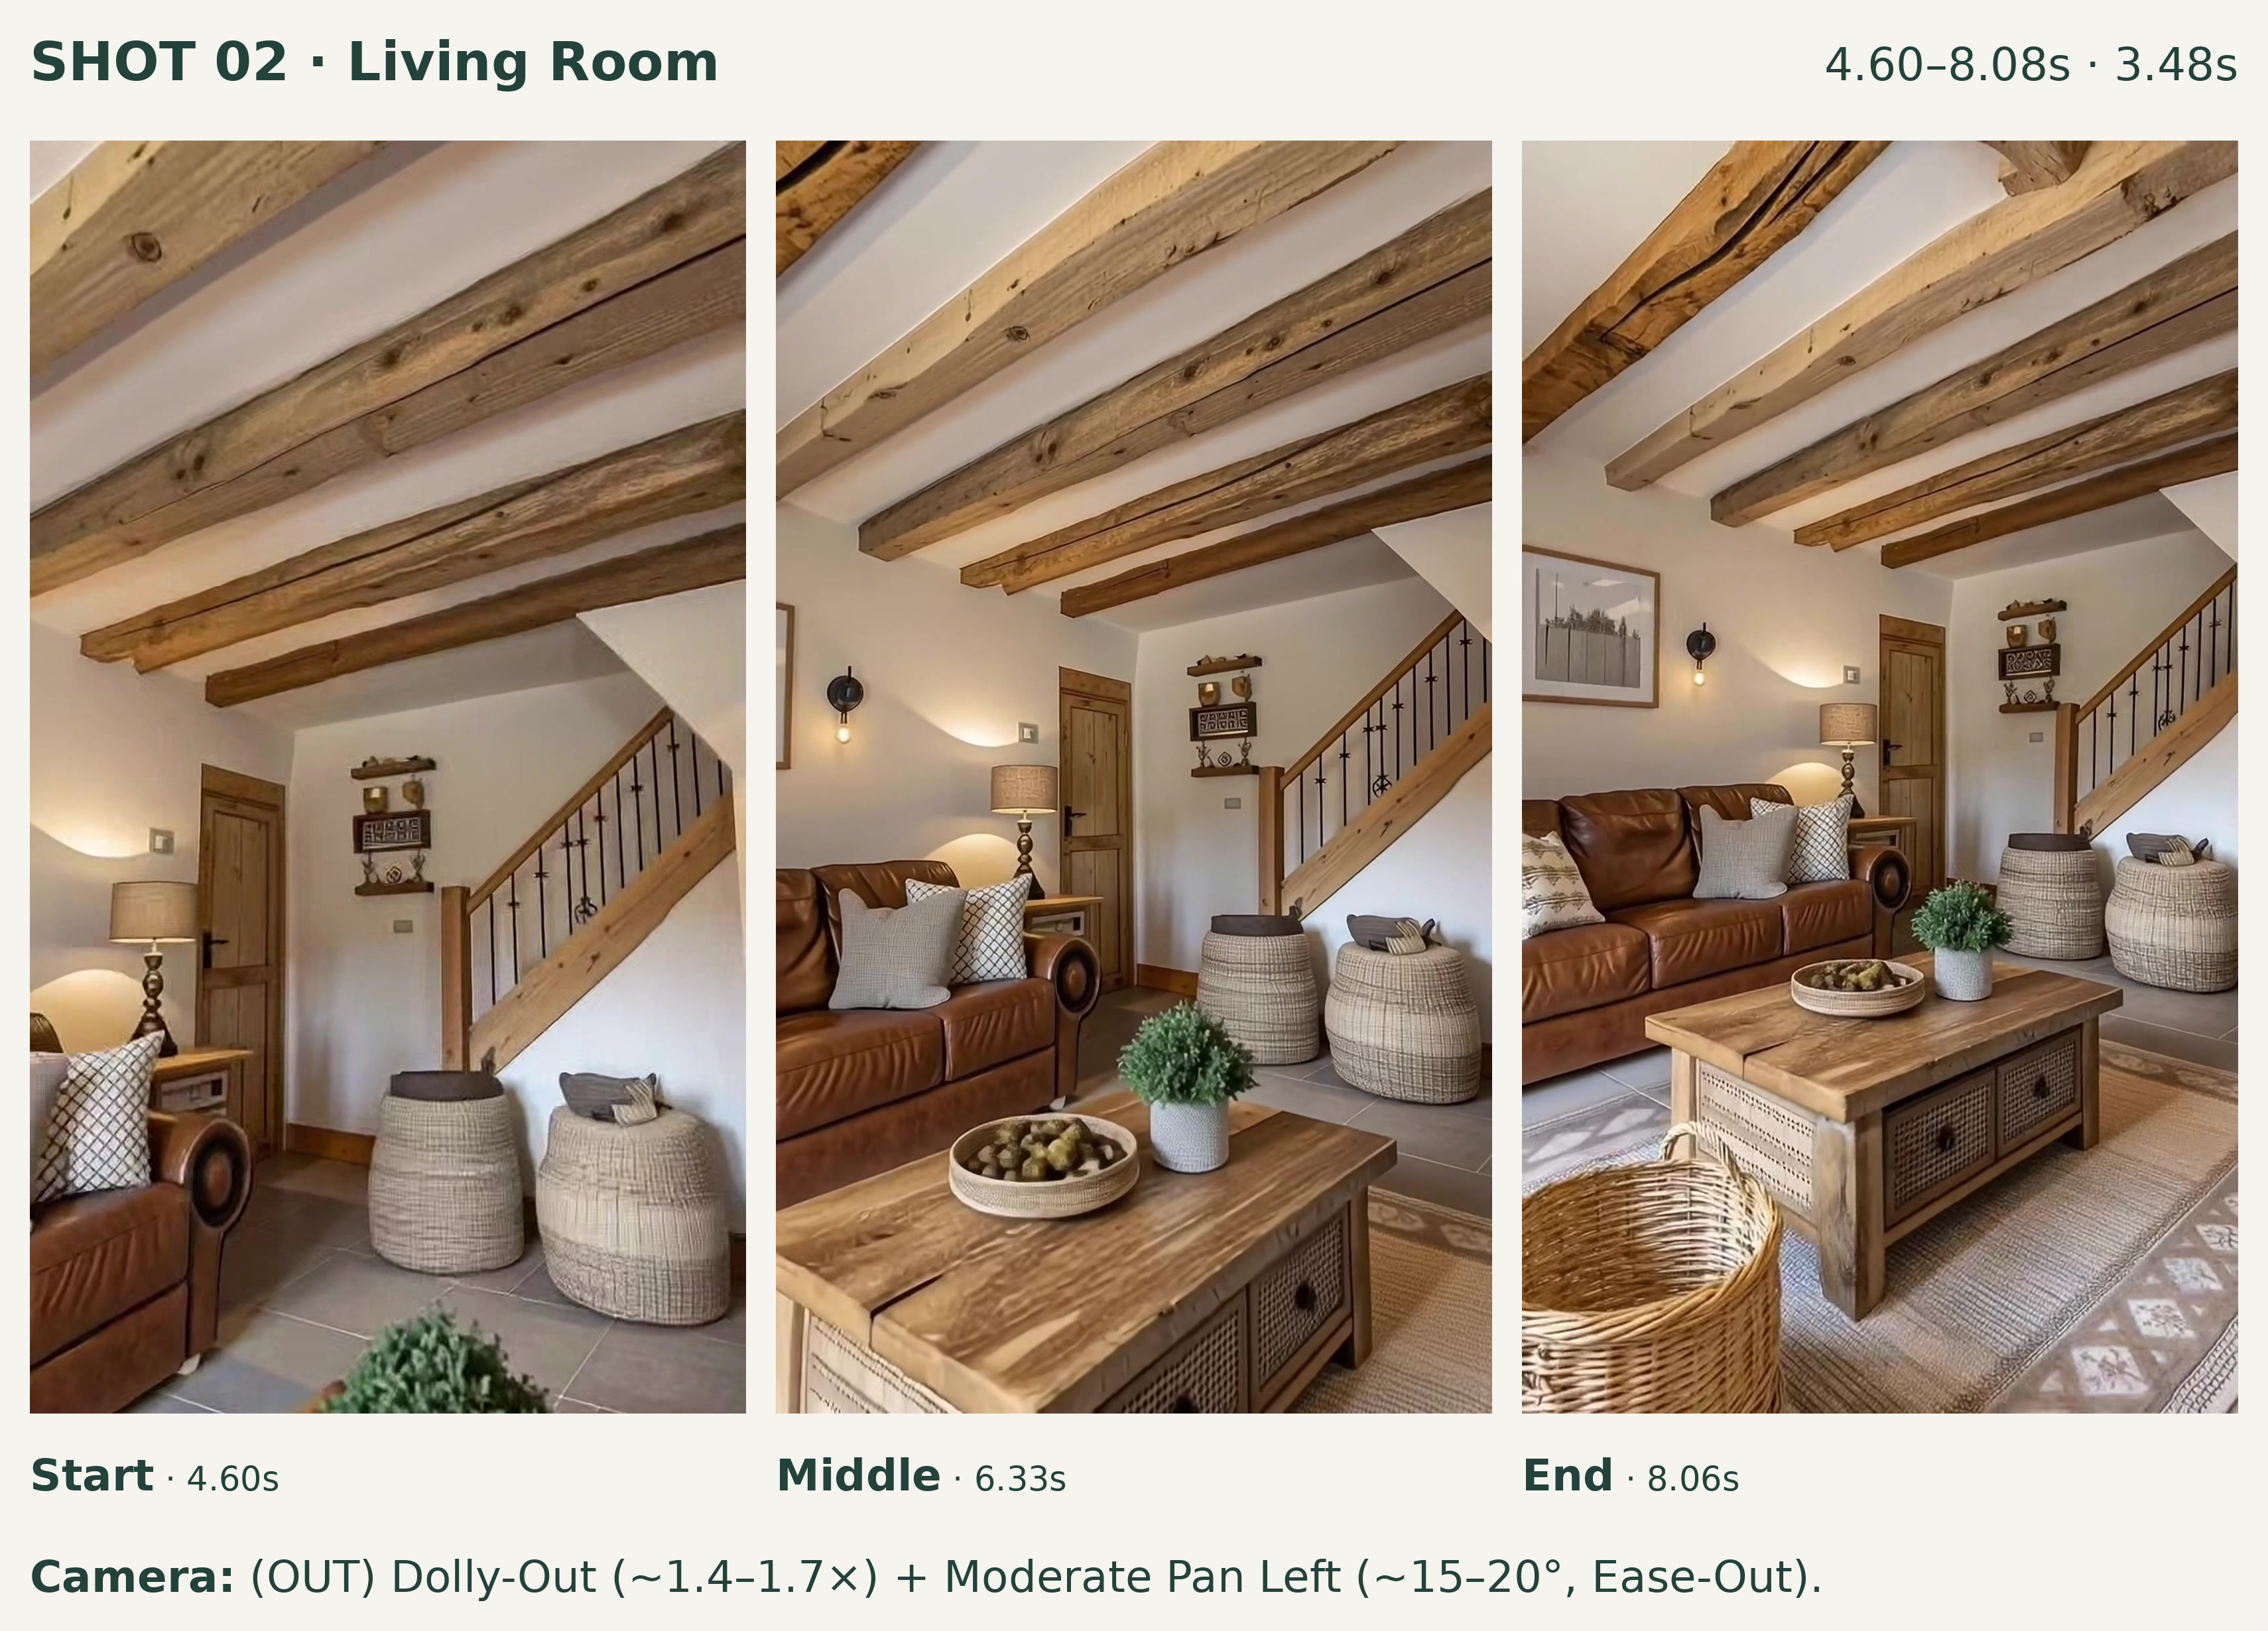 SHOT 02 · Living Room
4.60–8.08s · 3.48s
Start · 4.60s
Middle · 6.33s
End · 8.06s
Camera: (OUT) Dolly-Out (~1.4–1.7×) + Moderate Pan Left (~15–20°, Ease-Out).